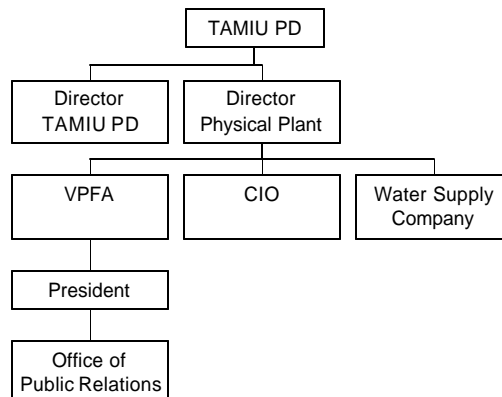 TAMIU PD
Director
TAMIU PD
Director
Physical Plant
VPFA
CIO
Water Supply
Company
President
Office of
Public Relations